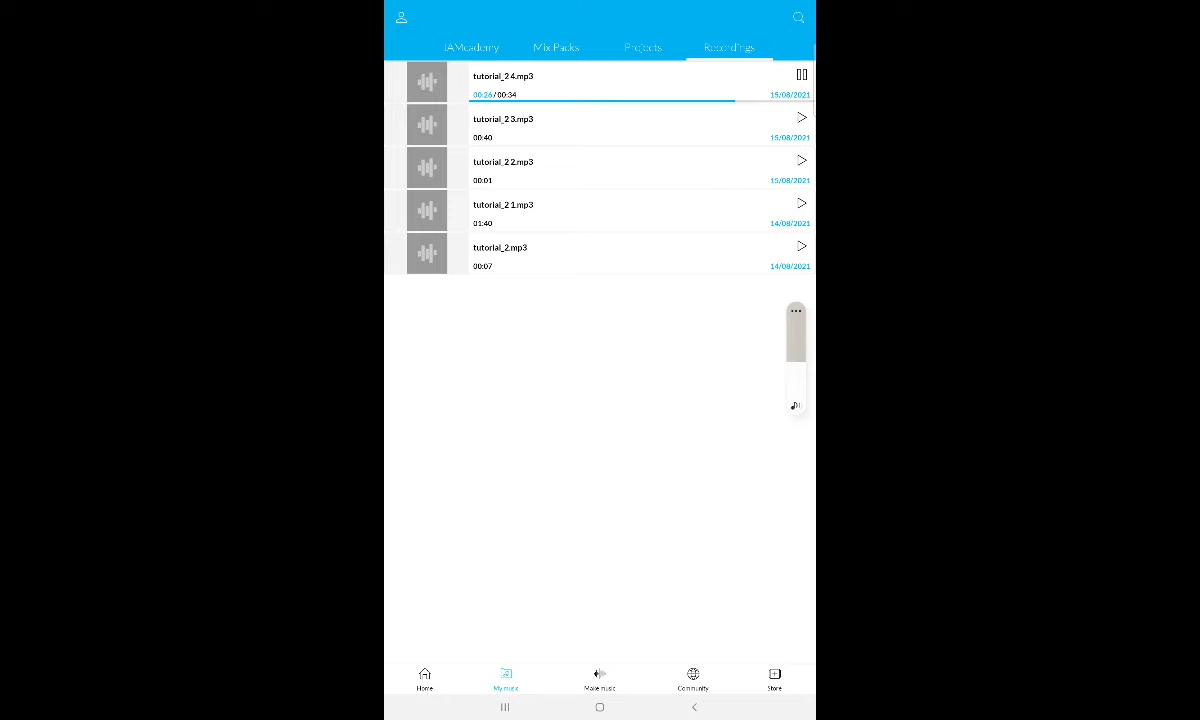 JAMcademy Mix Packs Projects Recordings
tutorial_2 4.mp3
00:26/00:34 15/08/2021
tutorial_2 3.mp3
00:40 15/08/2021
tutorial_2 2.mp3
00:01 15/08/2021
tutorial_2 1.mp3
01:40 14/08/2021
tutorial_2.mp3
00:07 14/08/2021
Home My music Make music Community Store